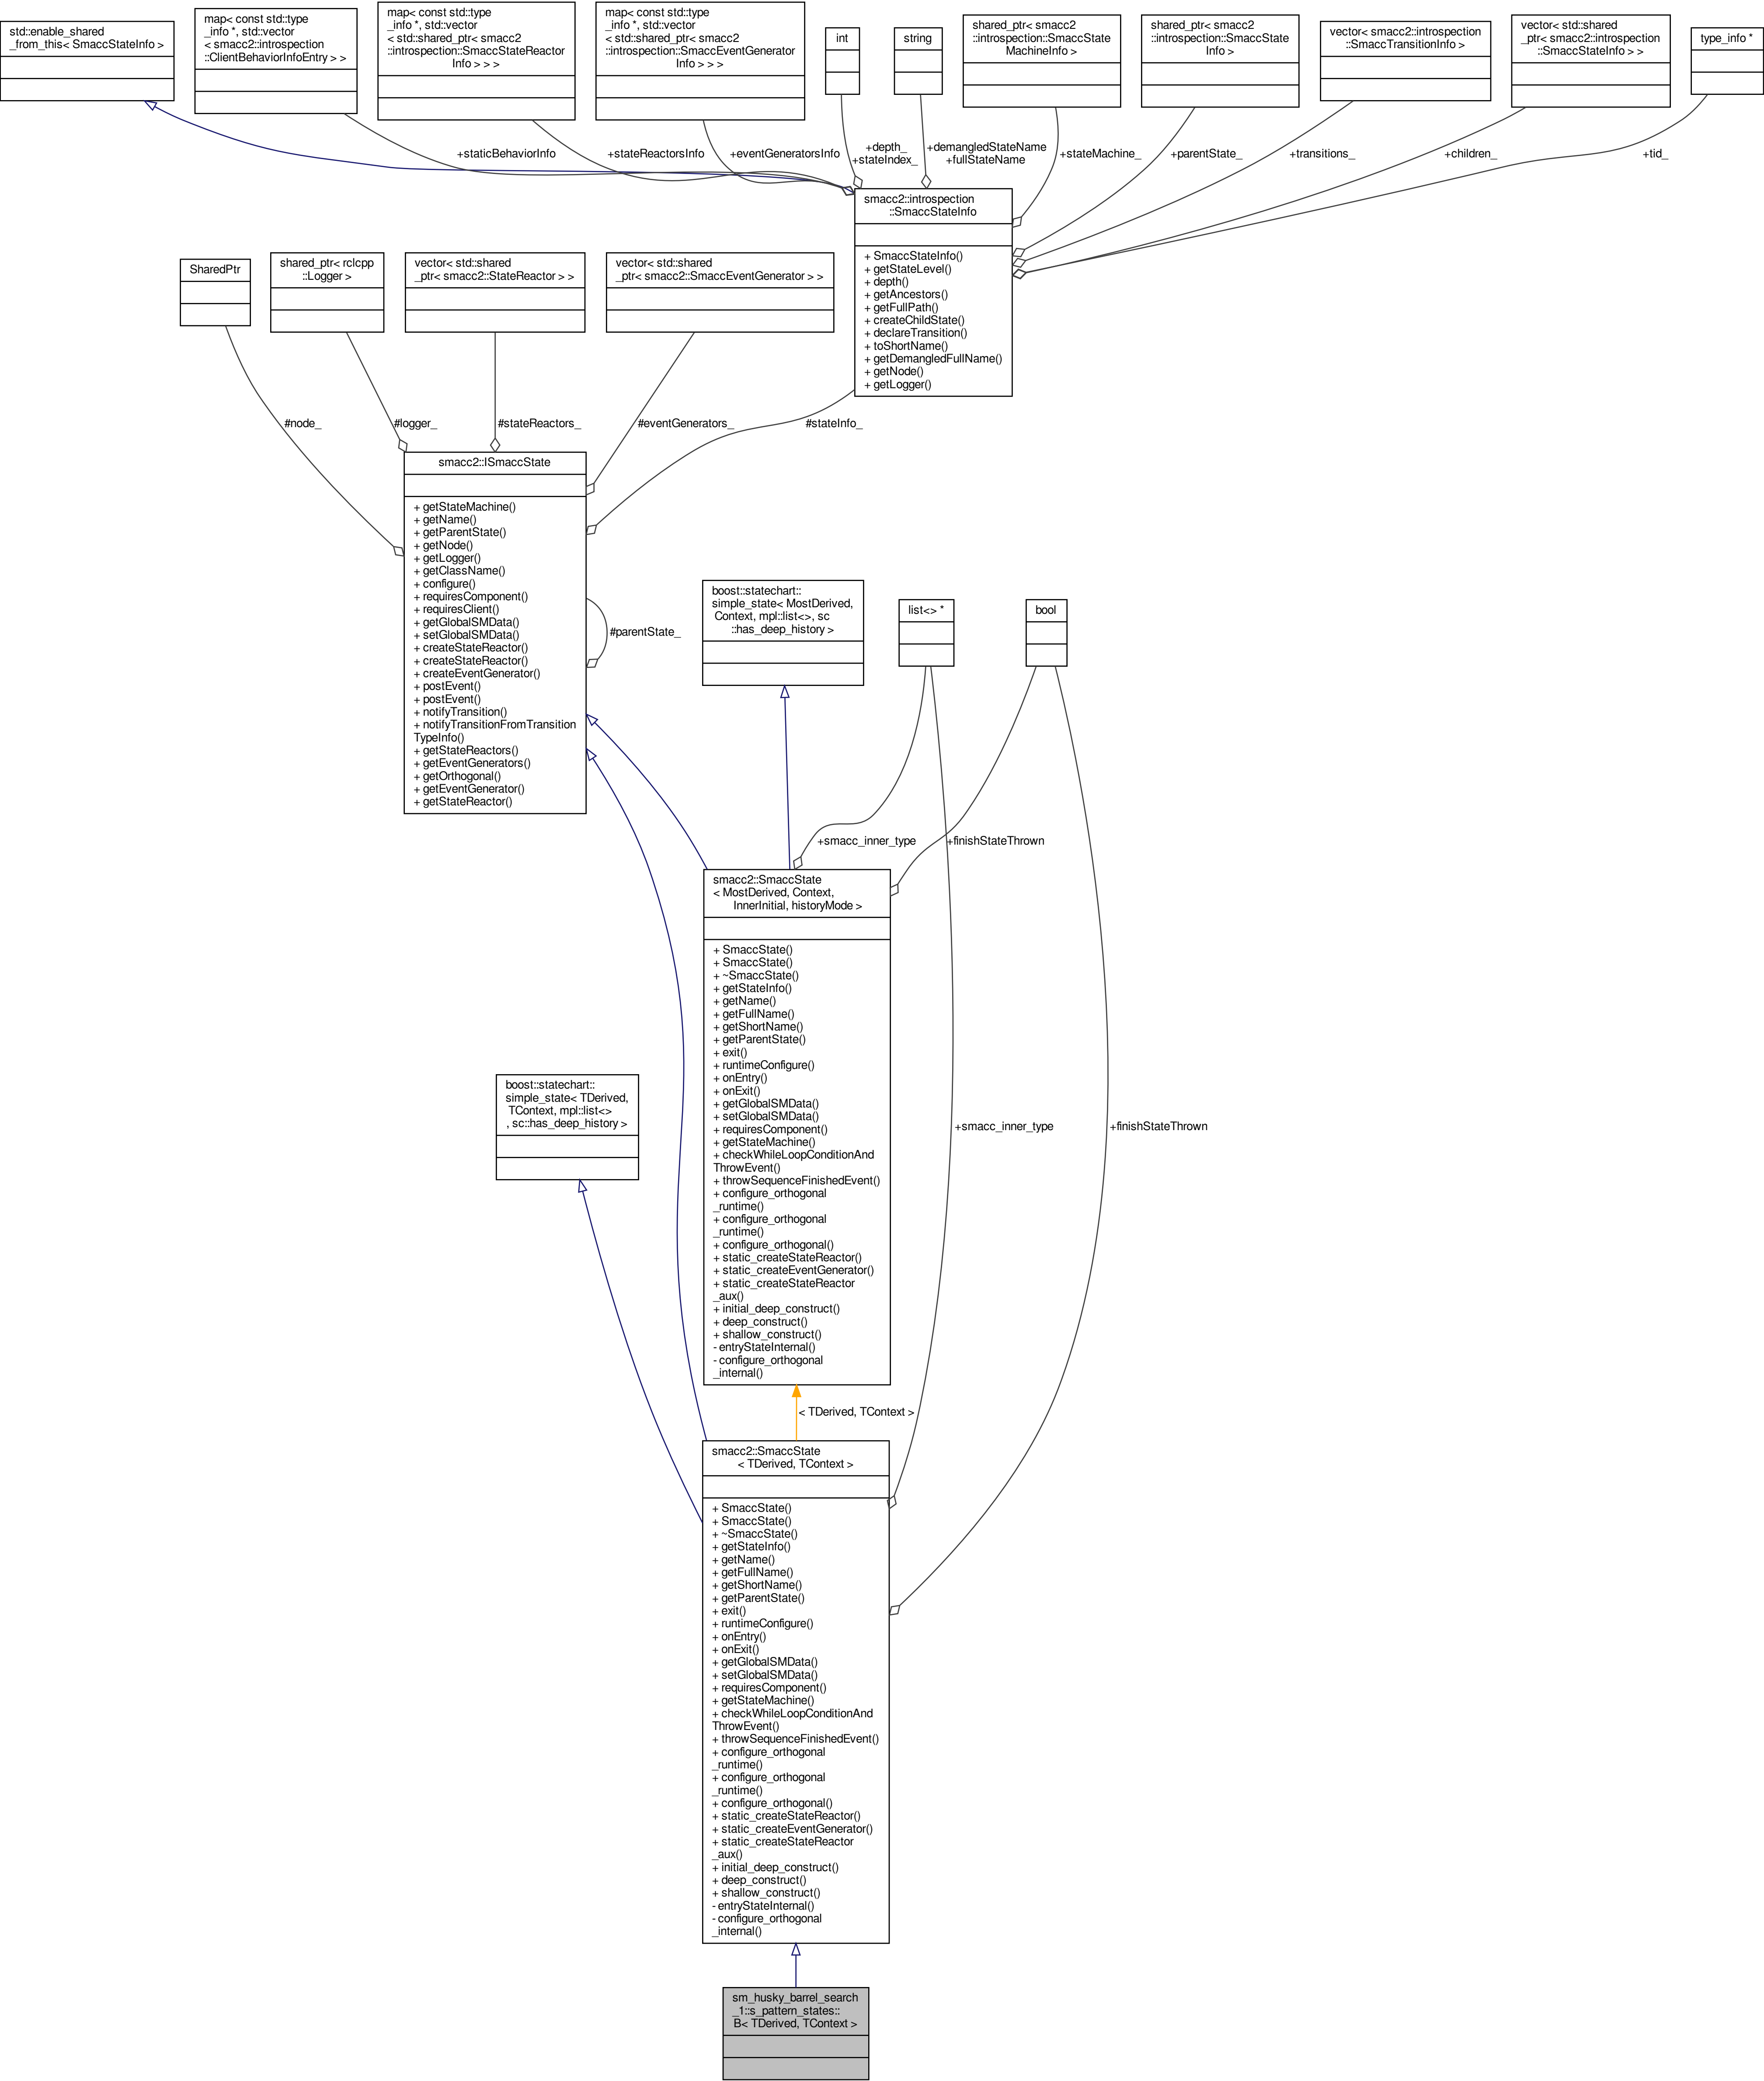 std::enable_shared
_from_this< SmaccStateInfo >
map< const std::type
_info *, std::vector
< smacc2::introspection
::ClientBehaviorInfoEntry > >
map< const std::type
_info *, std::vector
< std::shared_ptr< smacc2
::introspection::SmaccStateReactor
Info > > >
map< const std::type
_info *, std::vector
< std::shared_ptr< smacc2
::introspection::SmaccEventGenerator
Info > > >
int
string
shared_ptr< smacc2
::introspection::SmaccState
MachineInfo >
shared_ptr< smacc2
::introspection::SmaccState
Info >
vector< smacc2::introspection
::SmaccTransitionInfo >
vector< std::shared
_ptr< smacc2::introspection
::SmaccStateInfo > >
type_info *
+staticBehaviorInfo
+stateReactorsInfo
+eventGeneratorsInfo
+depth_
+stateIndex_
+demangledStateName
+fullStateName
+stateMachine_
+parentState_
+transitions_
+children_
+tid_
smacc2::introspection
::SmaccStateInfo
+ SmaccStateInfo()
+ getStateLevel()
+ depth()
+ getAncestors()
+ getFullPath()
+ createChildState()
+ declareTransition()
+ toShortName()
+ getDemangledFullName()
+ getNode()
+ getLogger()
SharedPtr
shared_ptr< rclcpp
::Logger >
vector< std::shared
_ptr< smacc2::StateReactor > >
vector< std::shared
_ptr< smacc2::SmaccEventGenerator > >
#node_
#logger_
#stateReactors_
#eventGenerators_
#stateInfo_
smacc2::ISmaccState
+ getStateMachine()
+ getName()
+ getParentState()
+ getNode()
+ getLogger()
+ getClassName()
+ configure()
+ requiresComponent()
+ requiresClient()
+ getGlobalSMData()
+ setGlobalSMData()
+ createStateReactor()
+ createStateReactor()
+ createEventGenerator()
+ postEvent()
+ postEvent()
+ notifyTransition()
+ notifyTransitionFromTransition
TypeInfo()
+ getStateReactors()
+ getEventGenerators()
+ getOrthogonal()
+ getEventGenerator()
+ getStateReactor()
#parentState_
boost::statechart::
simple_state< MostDerived,
Context, mpl::list<>, sc
::has_deep_history >
list<> *
bool
+smacc_inner_type
+finishStateThrown
smacc2::SmaccState
< MostDerived, Context,
InnerInitial, historyMode >
+ SmaccState()
+ SmaccState()
+ ~SmaccState()
+ getStateInfo()
+ getName()
+ getFullName()
+ getShortName()
+ getParentState()
+ exit()
+ runtimeConfigure()
+ onEntry()
+ onExit()
+ getGlobalSMData()
+ setGlobalSMData()
+ requiresComponent()
+ getStateMachine()
+ checkWhileLoopConditionAnd
ThrowEvent()
+ throwSequenceFinishedEvent()
+ configure_orthogonal
_runtime()
+ configure_orthogonal
_runtime()
+ configure_orthogonal()
+ static_createStateReactor()
+ static_createEventGenerator()
+ static_createStateReactor
_aux()
+ initial_deep_construct()
+ deep_construct()
+ shallow_construct()
- entryStateInternal()
- configure_orthogonal
_internal()
boost::statechart::
simple_state< TDerived,
TContext, mpl::list<>
, sc::has_deep_history >
+smacc_inner_type
+finishStateThrown
< TDerived, TContext >
smacc2::SmaccState
< TDerived, TContext >
+ SmaccState()
+ SmaccState()
+ ~SmaccState()
+ getStateInfo()
+ getName()
+ getFullName()
+ getShortName()
+ getParentState()
+ exit()
+ runtimeConfigure()
+ onEntry()
+ onExit()
+ getGlobalSMData()
+ setGlobalSMData()
+ requiresComponent()
+ getStateMachine()
+ checkWhileLoopConditionAnd
ThrowEvent()
+ throwSequenceFinishedEvent()
+ configure_orthogonal
_runtime()
+ configure_orthogonal
_runtime()
+ configure_orthogonal()
+ static_createStateReactor()
+ static_createEventGenerator()
+ static_createStateReactor
_aux()
+ initial_deep_construct()
+ deep_construct()
+ shallow_construct()
- entryStateInternal()
- configure_orthogonal
_internal()
sm_husky_barrel_search
_1::s_pattern_states::
B< TDerived, TContext >